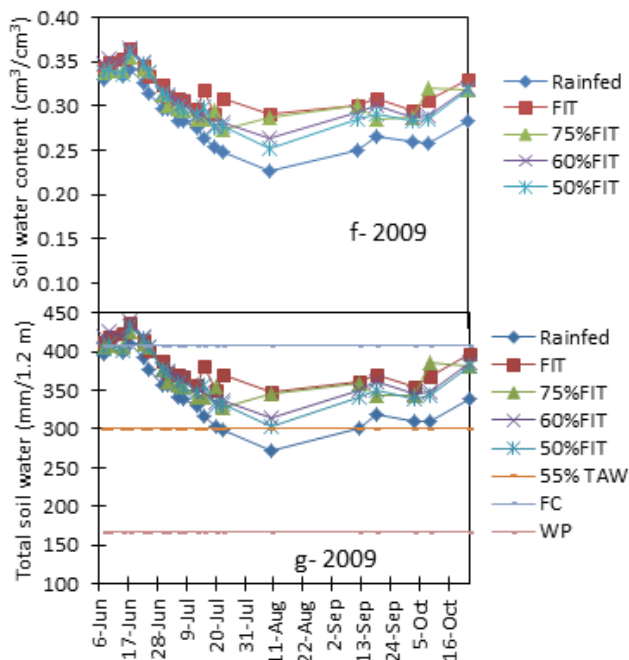 Soil water content (cm³/cm³)
0.40
0.35
0.30
0.25
0.20
0.15
0.10
f- 2009
Rainfed
FIT
75%FIT
60%FIT
50%FIT
Total soil water (mm/1.2 m)
450
400
350
300
250
200
150
100
g- 2009
Rainfed
FIT
75%FIT
60%FIT
50%FIT
55% TAW
FC
WP
6-Jun
17-Jun
28-Jun
9-Jul
20-Jul
31-Jul
11-Aug
22-Aug
2-Sep
13-Sep
24-Sep
5-Oct
16-Oct